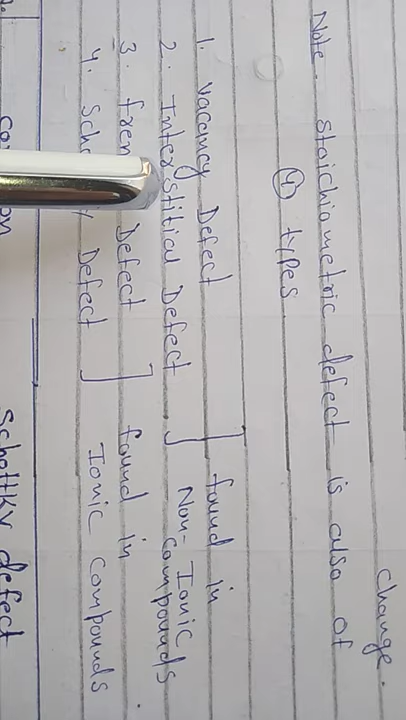 change.
Note. stoichiometric defect is also of
④ types
1. Vacancy Defect
2. Interstitial Defect ] found in Non-Ionic compounds
3. Defect
4. Defect ] found in Ionic compounds
Schottky defect